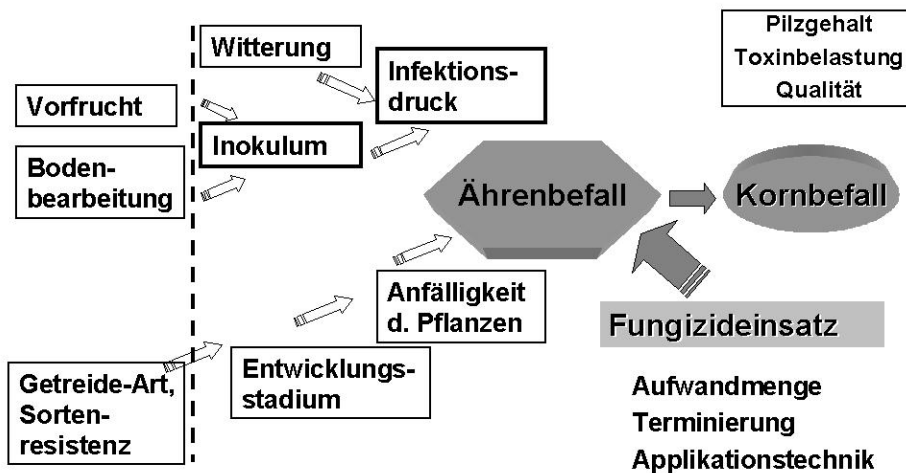 Witterung
Infektions-
druck
Pilzgehalt
Toxinbelastung
Qualität
Vorfrucht
Inokulum
Boden-
bearbeitung
Ährenbefall
Kornbefall
Anfälligkeit
d. Pflanzen
Fungizideinsatz
Getreide-Art,
Sorten-
resistenz
Entwicklungs-
stadium
Aufwandmenge
Terminierung
Applikationstechnik